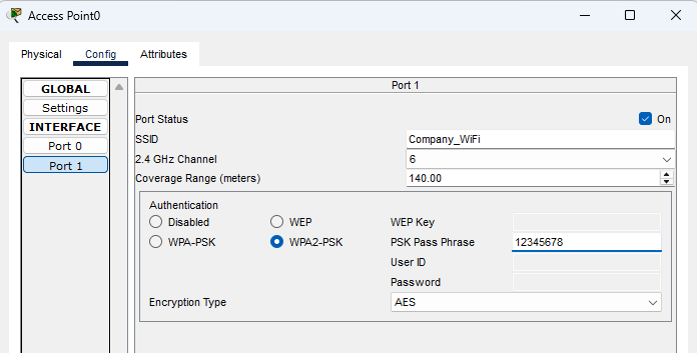 Access Point0
Physical Config Attributes
GLOBAL
Settings
INTERFACE
Port 0
Port 1
Port 1
Port Status On
SSID Company_WiFi
2.4 GHz Channel 6
Coverage Range (meters) 140.00
Authentication
Disabled WEP WEP Key
WPA-PSK WPA2-PSK PSK Pass Phrase 12345678
User ID
Password
Encryption Type AES